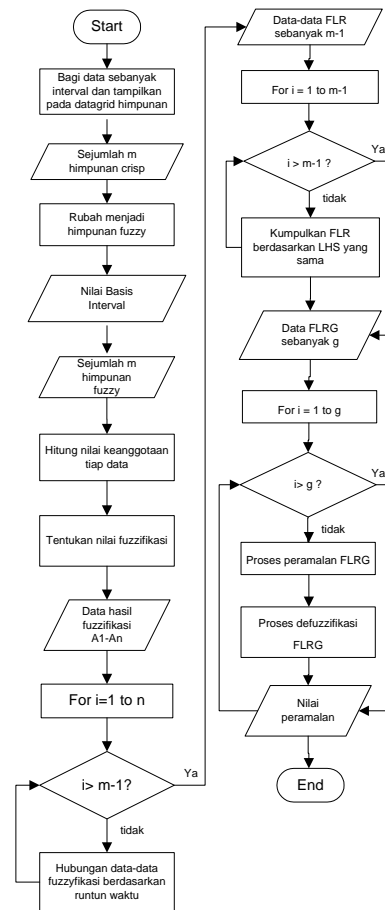 Start
Bagi data sebanyak
interval dan tampilkan
pada datagrid himpunan
Sejumlah m
himpunan crisp
Rubah menjadi
himpunan fuzzy
Nilai Basis
Interval
Sejumlah m
himpunan
fuzzy
Hitung nilai keanggotaan
tiap data
Tentukan nilai fuzzifikasi
Data hasil
fuzzifikasi
A1-An
For i=1 to n
i> m-1?
Ya
tidak
Hubungan data-data
fuzzyfikasi berdasarkan
runtun waktu
Data-data FLR
sebanyak m-1
For i = 1 to m-1
i > m-1 ?
Ya
tidak
Kumpulkan FLR
berdasarkan LHS yang
sama
Data FLRG
sebanyak g
For i = 1 to g
i> g ?
Ya
tidak
Proses peramalan FLRG
Proses defuzzifikasi
FLRG
Nilai
peramalan
End